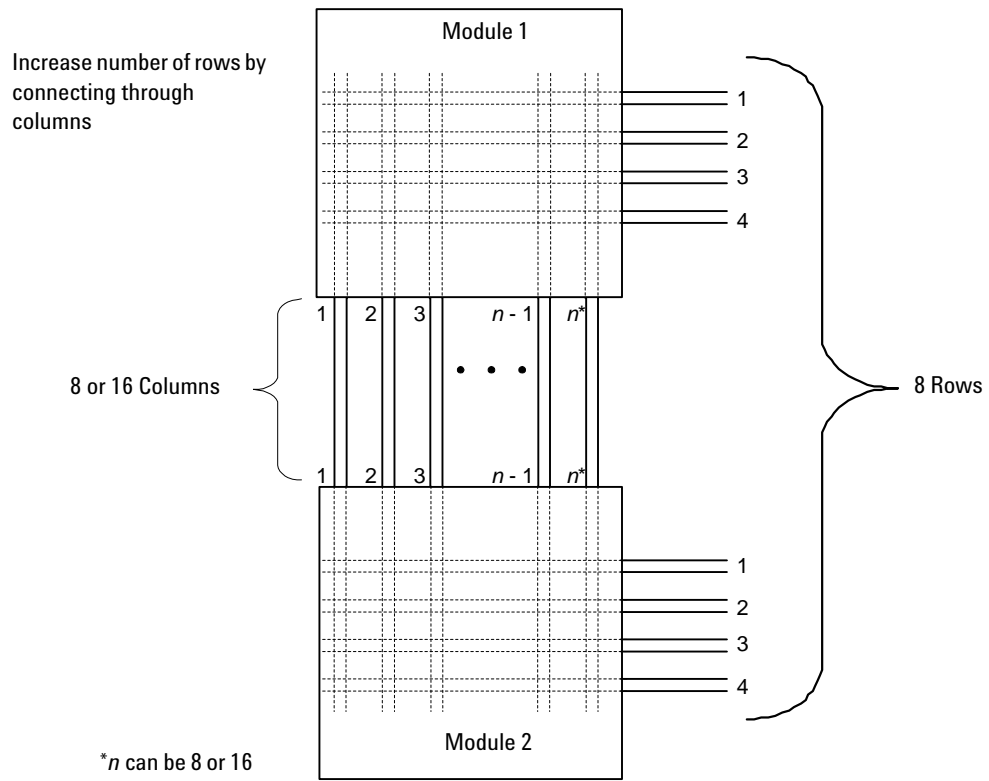 Module 1
Increase number of rows by
connecting through
columns
1
2
3
4
1 2 3 n - 1 n*
• • •
8 or 16 Columns
8 Rows
1 2 3 n - 1 n*
1
2
3
4
Module 2
*n can be 8 or 16